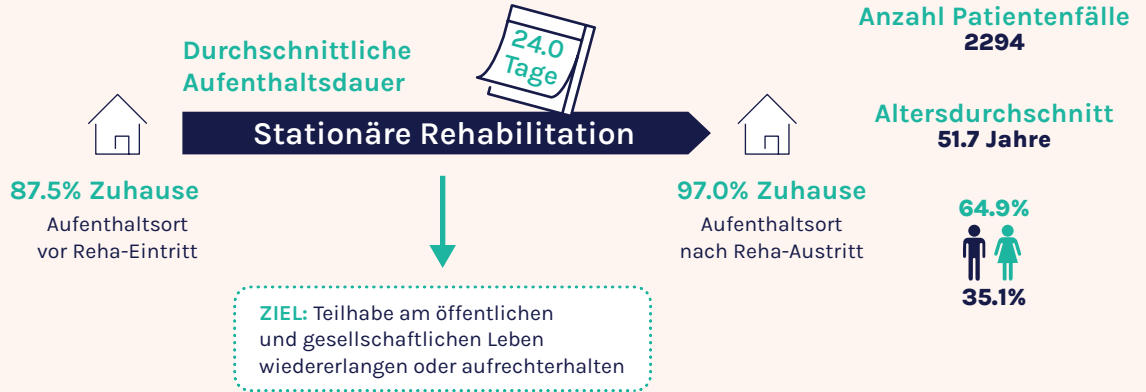 Durchschnittliche
Aufenthaltsdauer
24.0
Tage
Stationäre Rehabilitation
87.5% Zuhause
Aufenthaltsort
vor Reha-Eintritt
97.0% Zuhause
Aufenthaltsort
nach Reha-Austritt
ZIEL: Teilhabe am öffentlichen
und gesellschaftlichen Leben
wiedererlangen oder aufrechterhalten
Anzahl Patientenfälle
2294
Altersdurchschnitt
51.7 Jahre
64.9%
35.1%